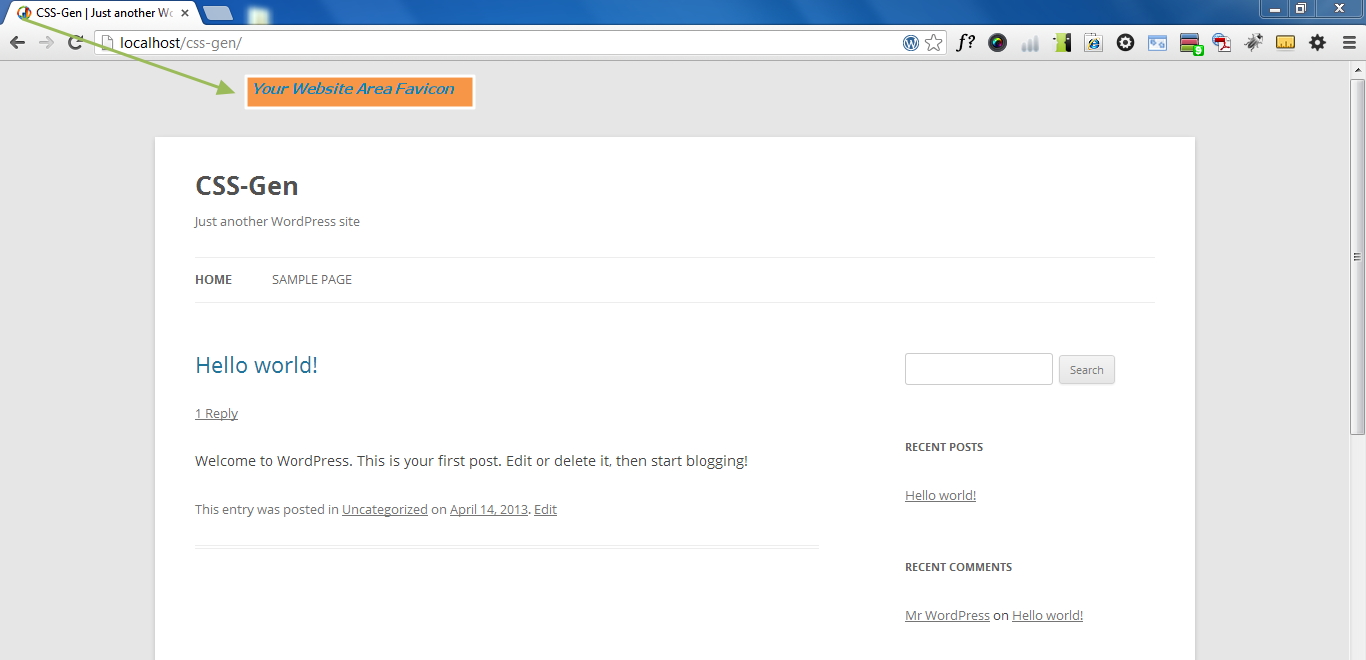 CSS-Gen | Just another Wo
localhost/css-gen/
f?
9
Your Website Area Favicon
CSS-Gen
Just another WordPress site
HOME SAMPLE PAGE
Hello world!
Search
1 Reply
RECENT POSTS
Welcome to WordPress. This is your first post. Edit or delete it, then start blogging!
Hello world!
This entry was posted in Uncategorized on April 14, 2013. Edit
RECENT COMMENTS
Mr WordPress on Hello world!